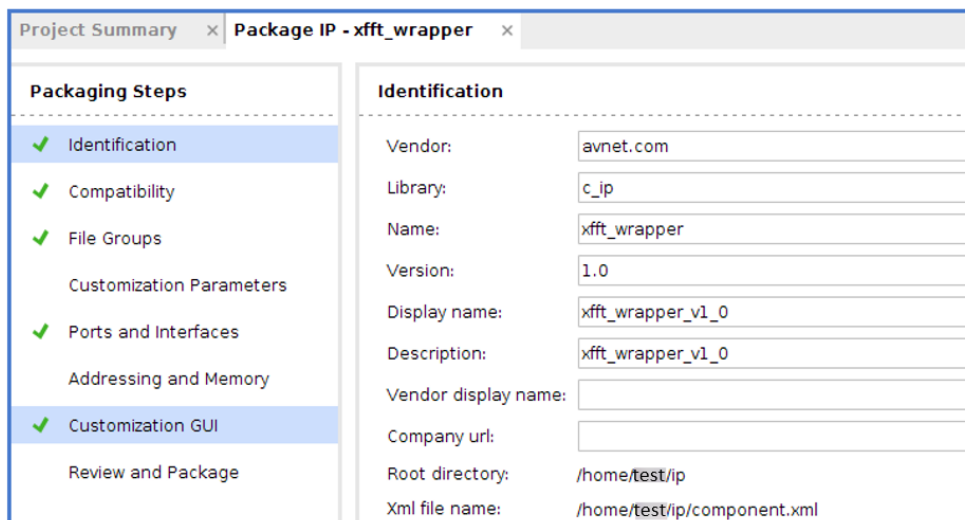 Project Summary × Package IP - xfft_wrapper ×
Packaging Steps
Identification
Compatibility
File Groups
Customization Parameters
Ports and Interfaces
Addressing and Memory
Customization GUI
Review and Package
Identification
Vendor: avnet.com
Library: c_ip
Name: xfft_wrapper
Version: 1.0
Display name: xfft_wrapper_v1_0
Description: xfft_wrapper_v1_0
Vendor display name:
Company url:
Root directory: /home/test/ip
Xml file name: /home/test/ip/component.xml